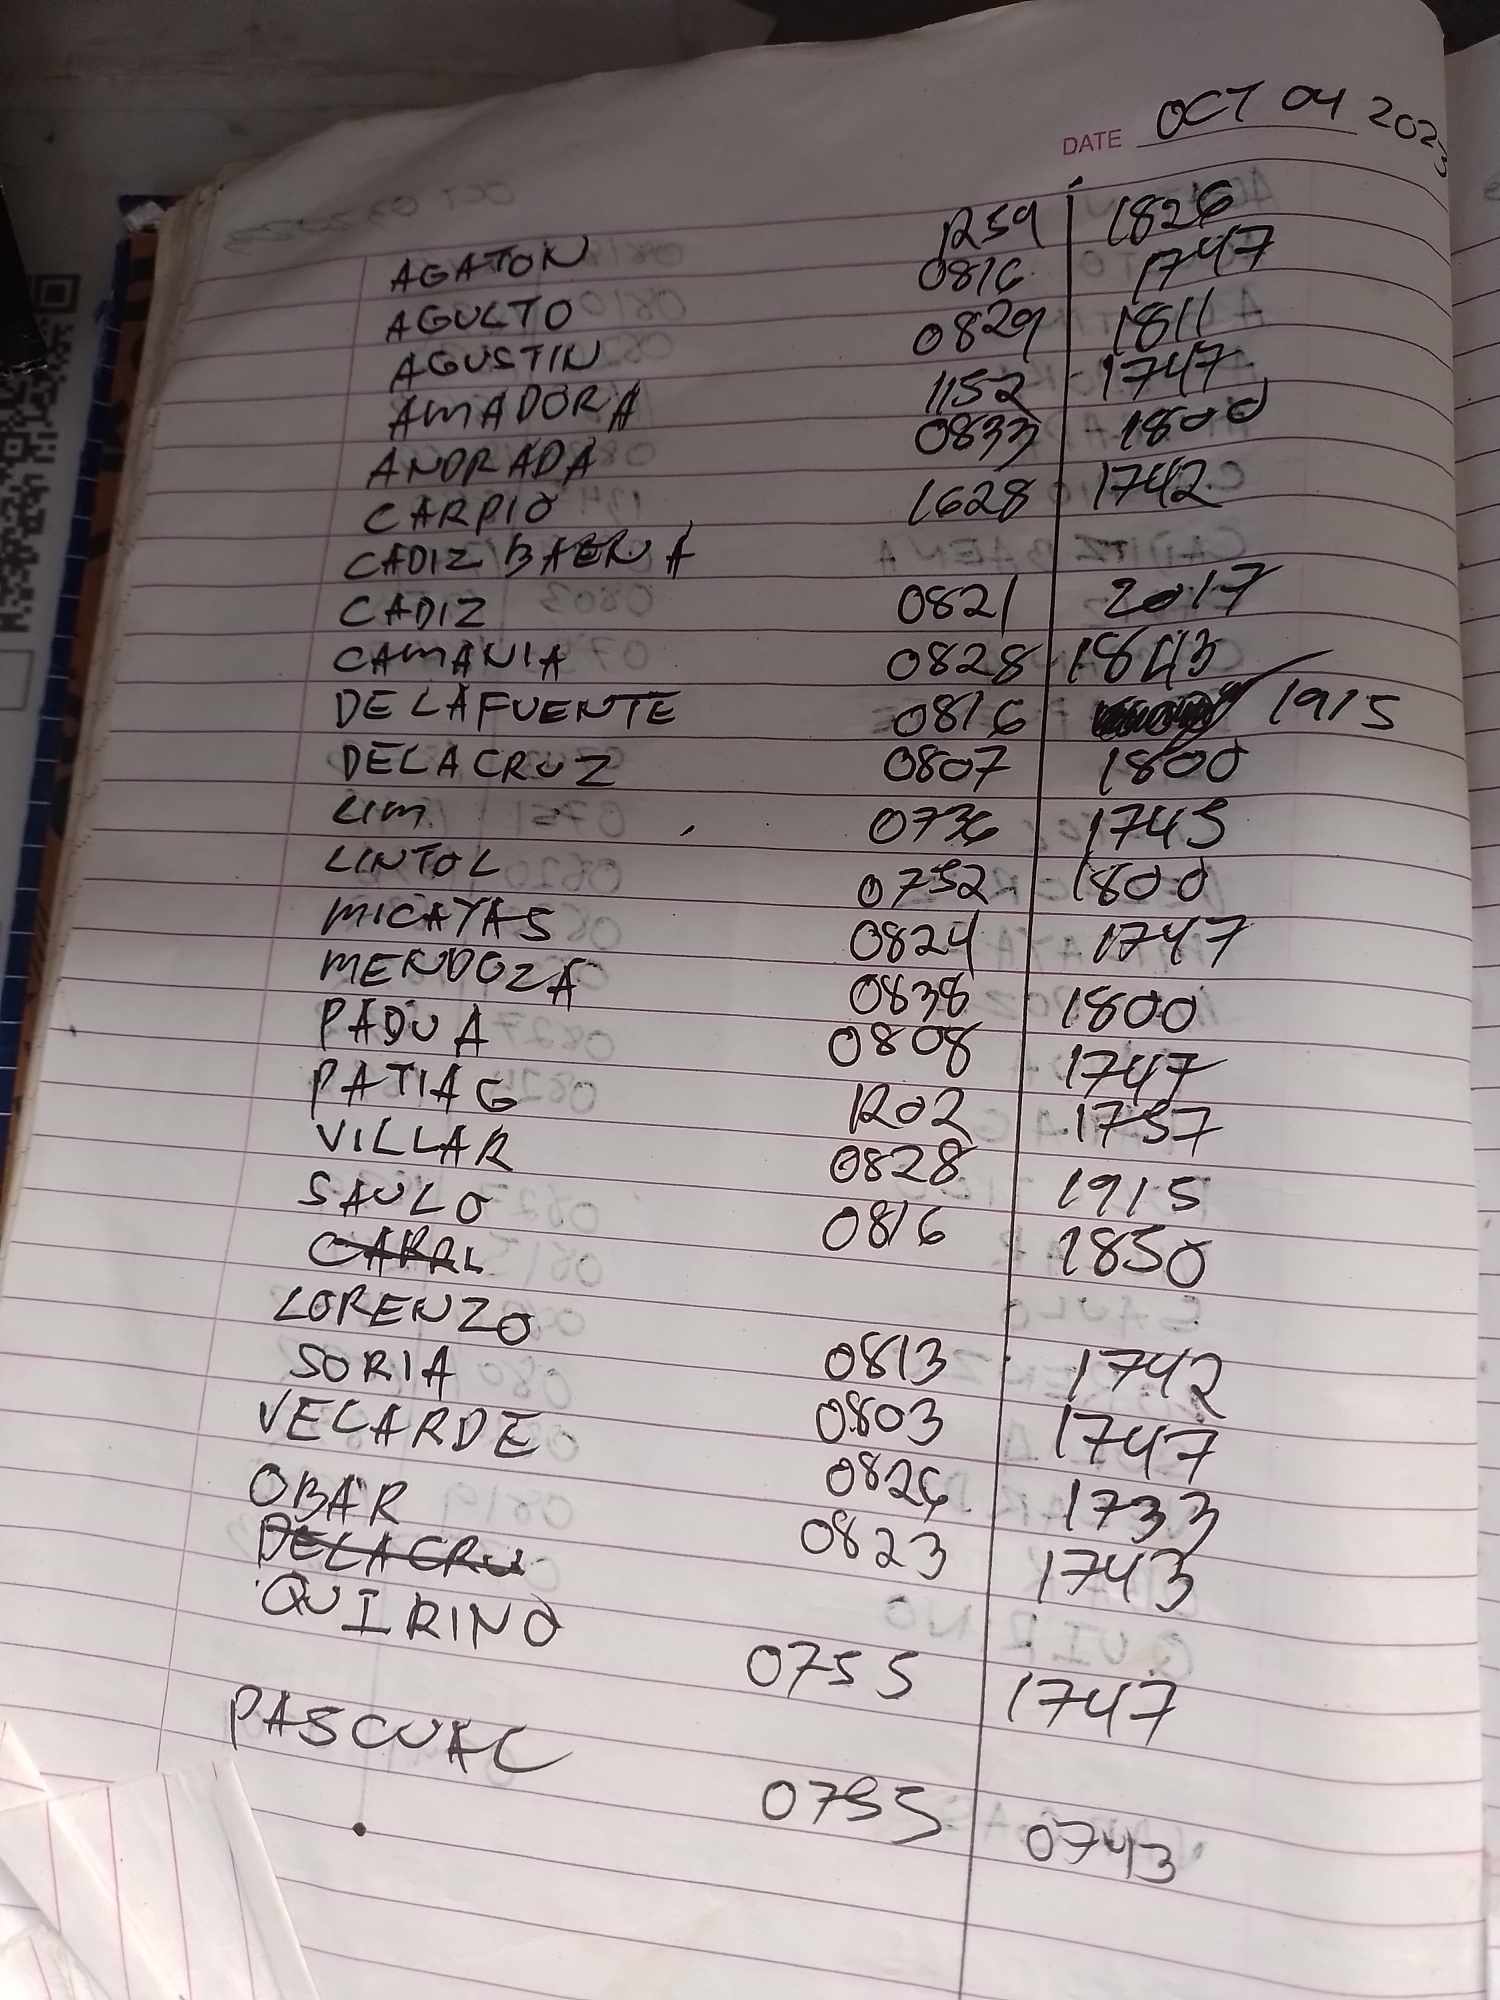 DATE OCT 04 2023
AGATON 1259 1826
AGULTO 0816 1747
AGUSTIN 0829 1811
AMADORA 1152 1747
ANDRADA 0833 1800
CARPIO 1628 1742
CADIZ BAENA
CADIZ 0821 2017
CAMANIA 0828 1843
DELAFUENTE 0816 1915
DELACRUZ 0807 1800
LIM 0736 1745
LINTOL 0752 1800
MICAYAS 0824 1747
MENDOZA 0838 1800
PADUA 0808 1747
PATIAG 1202 1757
VILLAR 0828 1915
SAULO 0816 1850
LORENZO
SORIA 0813 1742
VELARDE 0803 1747
OBAR 0826 1733
DELACRU 0823 1743
QUIRINO 0755 1747
PASCUAL 0755 0743